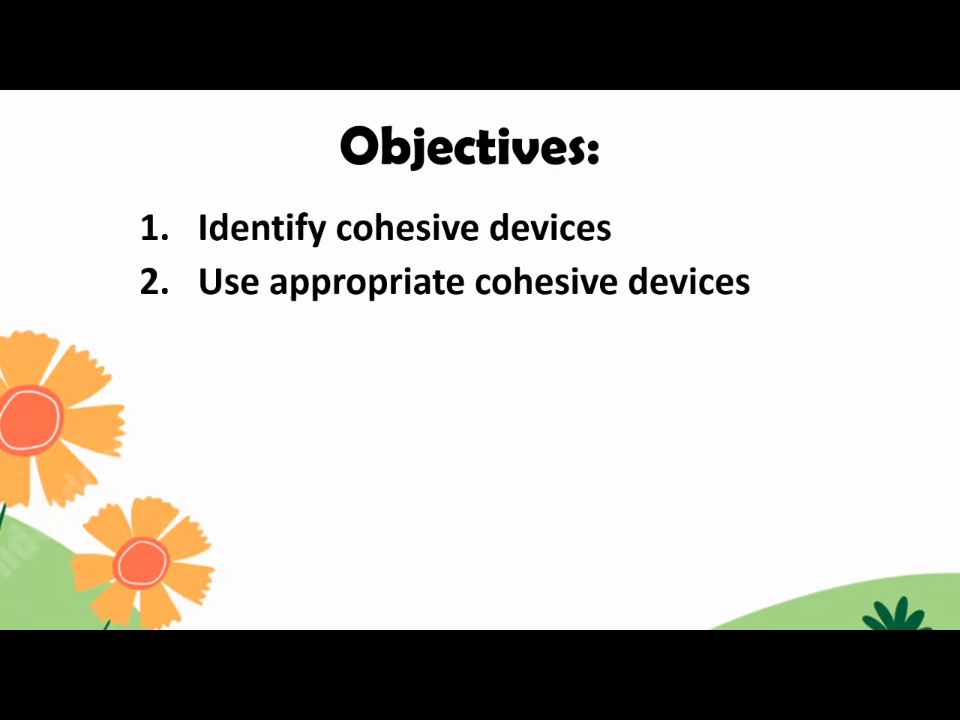 Objectives:
1. Identify cohesive devices
2. Use appropriate cohesive devices